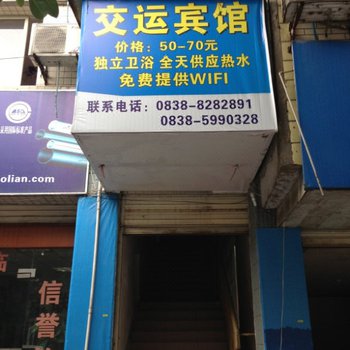 交运宾馆
价格：50-70元
独立卫浴 全天供应热水
免费提供WIFI
联系电话：0838-8282891
0838-5990328
olian.com
信
誉